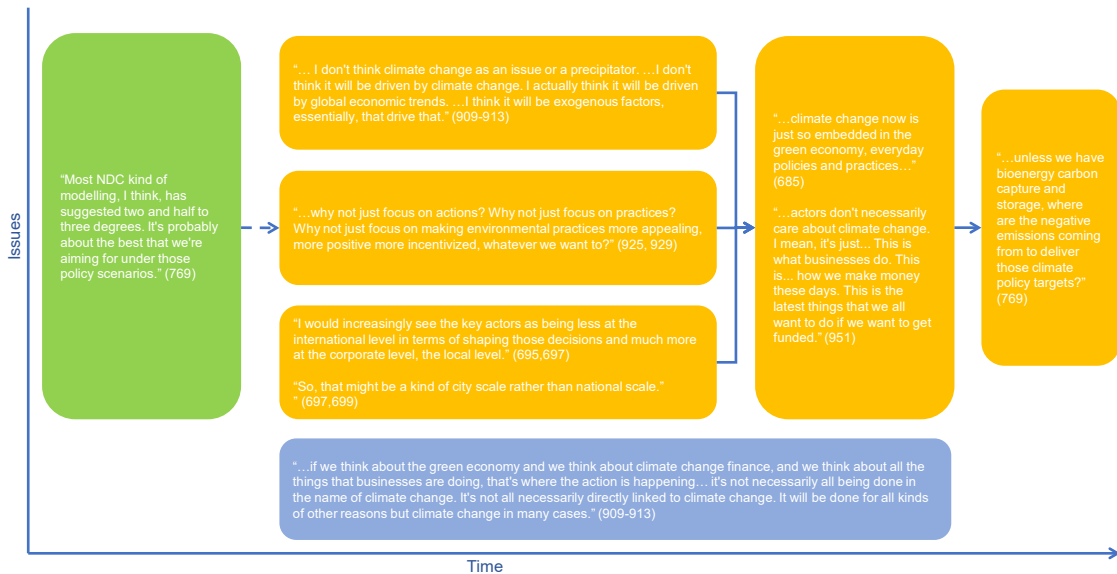 Issues
“Most NDC kind of
modelling, I think, has
suggested two and half to
three degrees. It's probably
about the best that we're
aiming for under those
policy scenarios.” (769)
“… I don't think climate change as an issue or a precipitator. …I don't
think it will be driven by climate change. I actually think it will be driven
by global economic trends. …I think it will be exogenous factors,
essentially, that drive that.” (909-913)
“…why not just focus on actions? Why not just focus on practices?
Why not just focus on making environmental practices more appealing,
more positive more incentivized, whatever we want to?” (925, 929)
“I would increasingly see the key actors as being less at the
international level in terms of shaping those decisions and much more
at the corporate level, the local level.” (695,697)
“So, that might be a kind of city scale rather than national scale.”
” (697,699)
“…climate change now is
just so embedded in the
green economy, everyday
policies and practices…”
(685)
“…actors don't necessarily
care about climate change.
I mean, it's just... This is
what businesses do. This
is... how we make money
these days. This is the
latest things that we all
want to do if we want to get
funded.” (951)
“…unless we have
bioenergy carbon
capture and
storage, where
are the negative
emissions coming
from to deliver
those climate
policy targets?”
(769)
“…if we think about the green economy and we think about climate change finance, and we think about all the
things that businesses are doing, that's where the action is happening… it's not necessarily all being done in
the name of climate change. It's not all necessarily directly linked to climate change. It will be done for all kinds
of other reasons but climate change in many cases.” (909-913)
Time